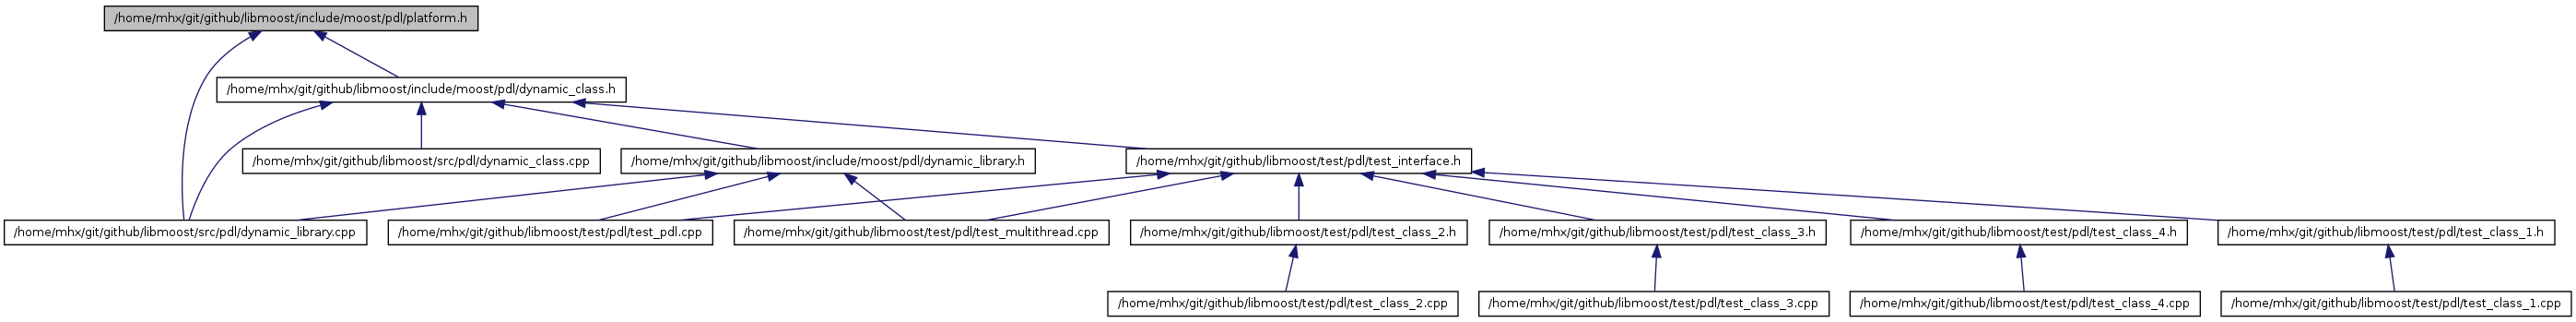 /home/mhx/git/github/libmoost/include/moost/pdl/platform.h
/home/mhx/git/github/libmoost/include/moost/pdl/dynamic_class.h
/home/mhx/git/github/libmoost/src/pdl/dynamic_class.cpp
/home/mhx/git/github/libmoost/include/moost/pdl/dynamic_library.h
/home/mhx/git/github/libmoost/test/pdl/test_interface.h
/home/mhx/git/github/libmoost/src/pdl/dynamic_library.cpp
/home/mhx/git/github/libmoost/test/pdl/test_pdl.cpp
/home/mhx/git/github/libmoost/test/pdl/test_multithread.cpp
/home/mhx/git/github/libmoost/test/pdl/test_class_2.h
/home/mhx/git/github/libmoost/test/pdl/test_class_3.h
/home/mhx/git/github/libmoost/test/pdl/test_class_4.h
/home/mhx/git/github/libmoost/test/pdl/test_class_1.h
/home/mhx/git/github/libmoost/test/pdl/test_class_2.cpp
/home/mhx/git/github/libmoost/test/pdl/test_class_3.cpp
/home/mhx/git/github/libmoost/test/pdl/test_class_4.cpp
/home/mhx/git/github/libmoost/test/pdl/test_class_1.cpp